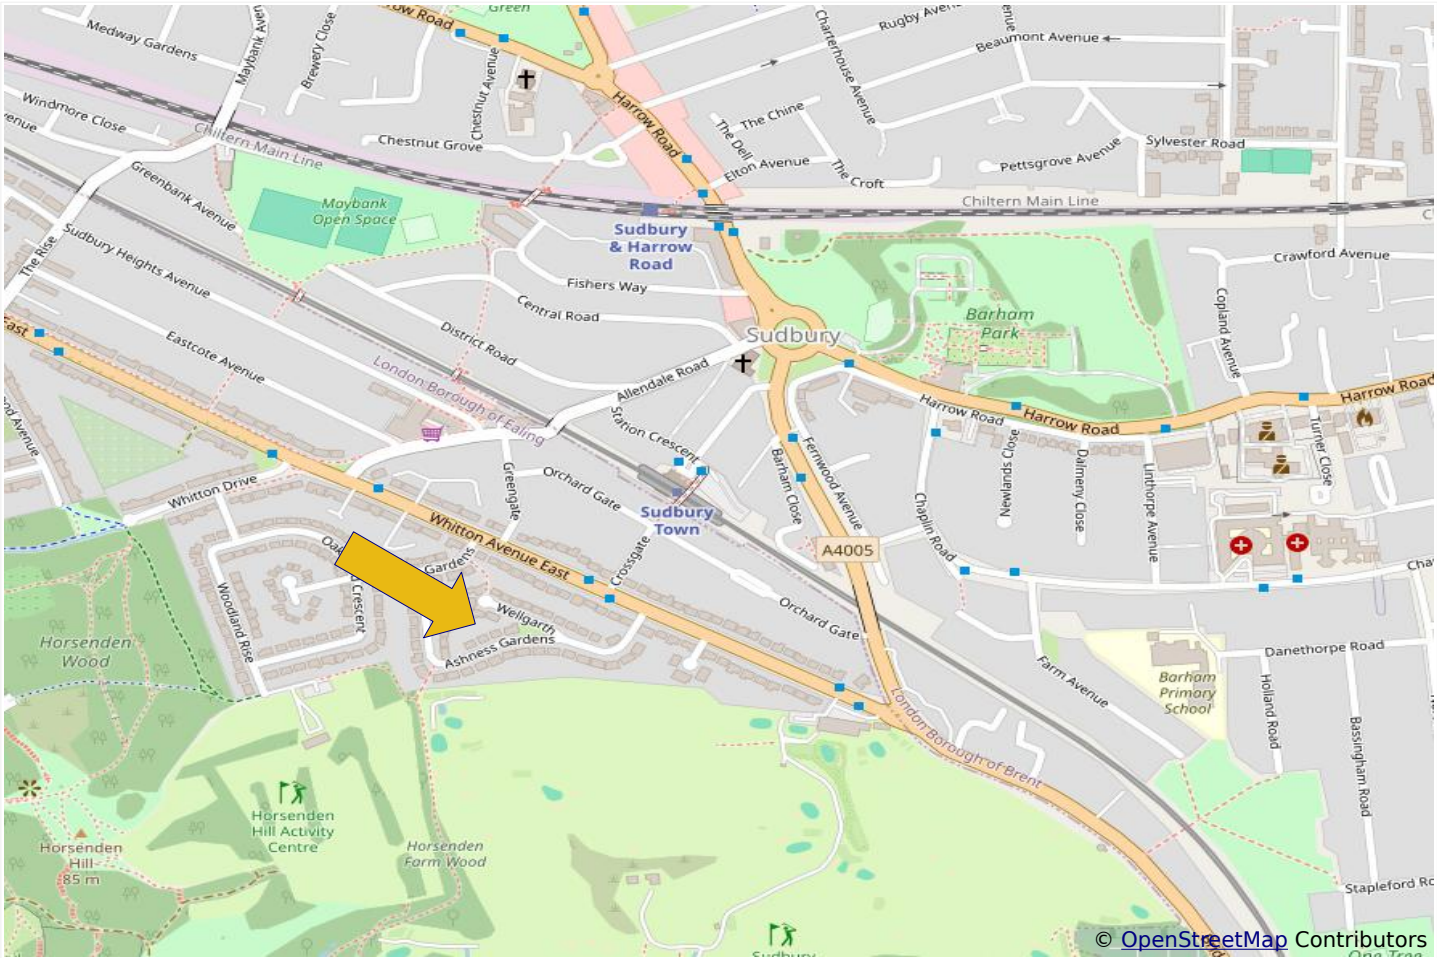 Harrow Road
Green
Medway Gardens
Brewery Close
Chestnut Avenue
Charterhouse Avenue
Beaumont Avenue
Windmore Close
Chiltern Main Line
Chestnut Grove
Harrow Road
The Chine
The Dell
Elton Avenue
The Croft
Pettsgrove Avenue
Sylvester Road
Greenbank Avenue
Maybank
Open Space
Chiltern Main Line
Sudbury
& Harrow
Road
The Rise
Sudbury Heights Avenue
Fishers Way
Central Road
District Road
Crawford Avenue
Copland Avenue
Barham
Park
Sudbury
East
Eastcote Avenue
London Borough of Ealing
Allendale Road
Station Crescent
Harrow Road
Harrow Road
Harrow Road
Turner Close
Whitton Drive
Greengate
Orchard Gate
Barham Close
Fernwood Avenue
Chaplin Road
Newlands Close
Dalmeny Close
Linthorpe Avenue
Sudbury
Town
Whitton Avenue East
Crossgate
A4005
Crescent
Gardens
Woodland Rise
Wellgarth
Ashness Gardens
Orchard Gate
Horsenden
Wood
Farm Avenue
Barham
Primary
School
Danethorpe Road
Holland Road
Bassingham Road
London Borough of Brent
Horsenden
Hill Activity
Centre
Horsenden
Farm Wood
Horsenden
Hill
85 m
Stapleford
Sudbury
© OpenStreetMap Contributors